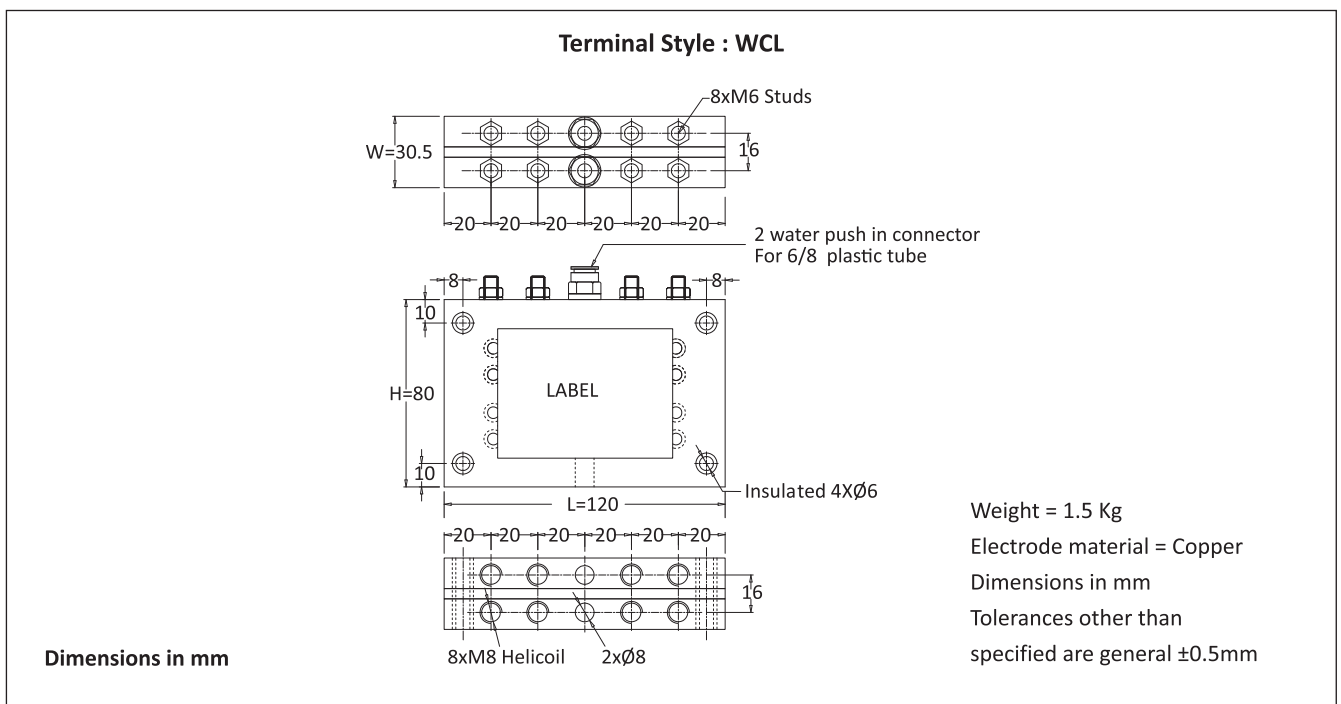 Terminal Style : WCL
8xM6 Studs
W=30.5
16
20 20 20 20 20 20
2 water push in connector
For 6/8 plastic tube
8 8
10
H=80
LABEL
10
Insulated 4XØ6
L=120
20 20 20 20 20 20
16
8xM8 Helicoil 2xØ8
Dimensions in mm
Weight = 1.5 Kg
Electrode material = Copper
Dimensions in mm
Tolerances other than
specified are general ±0.5mm